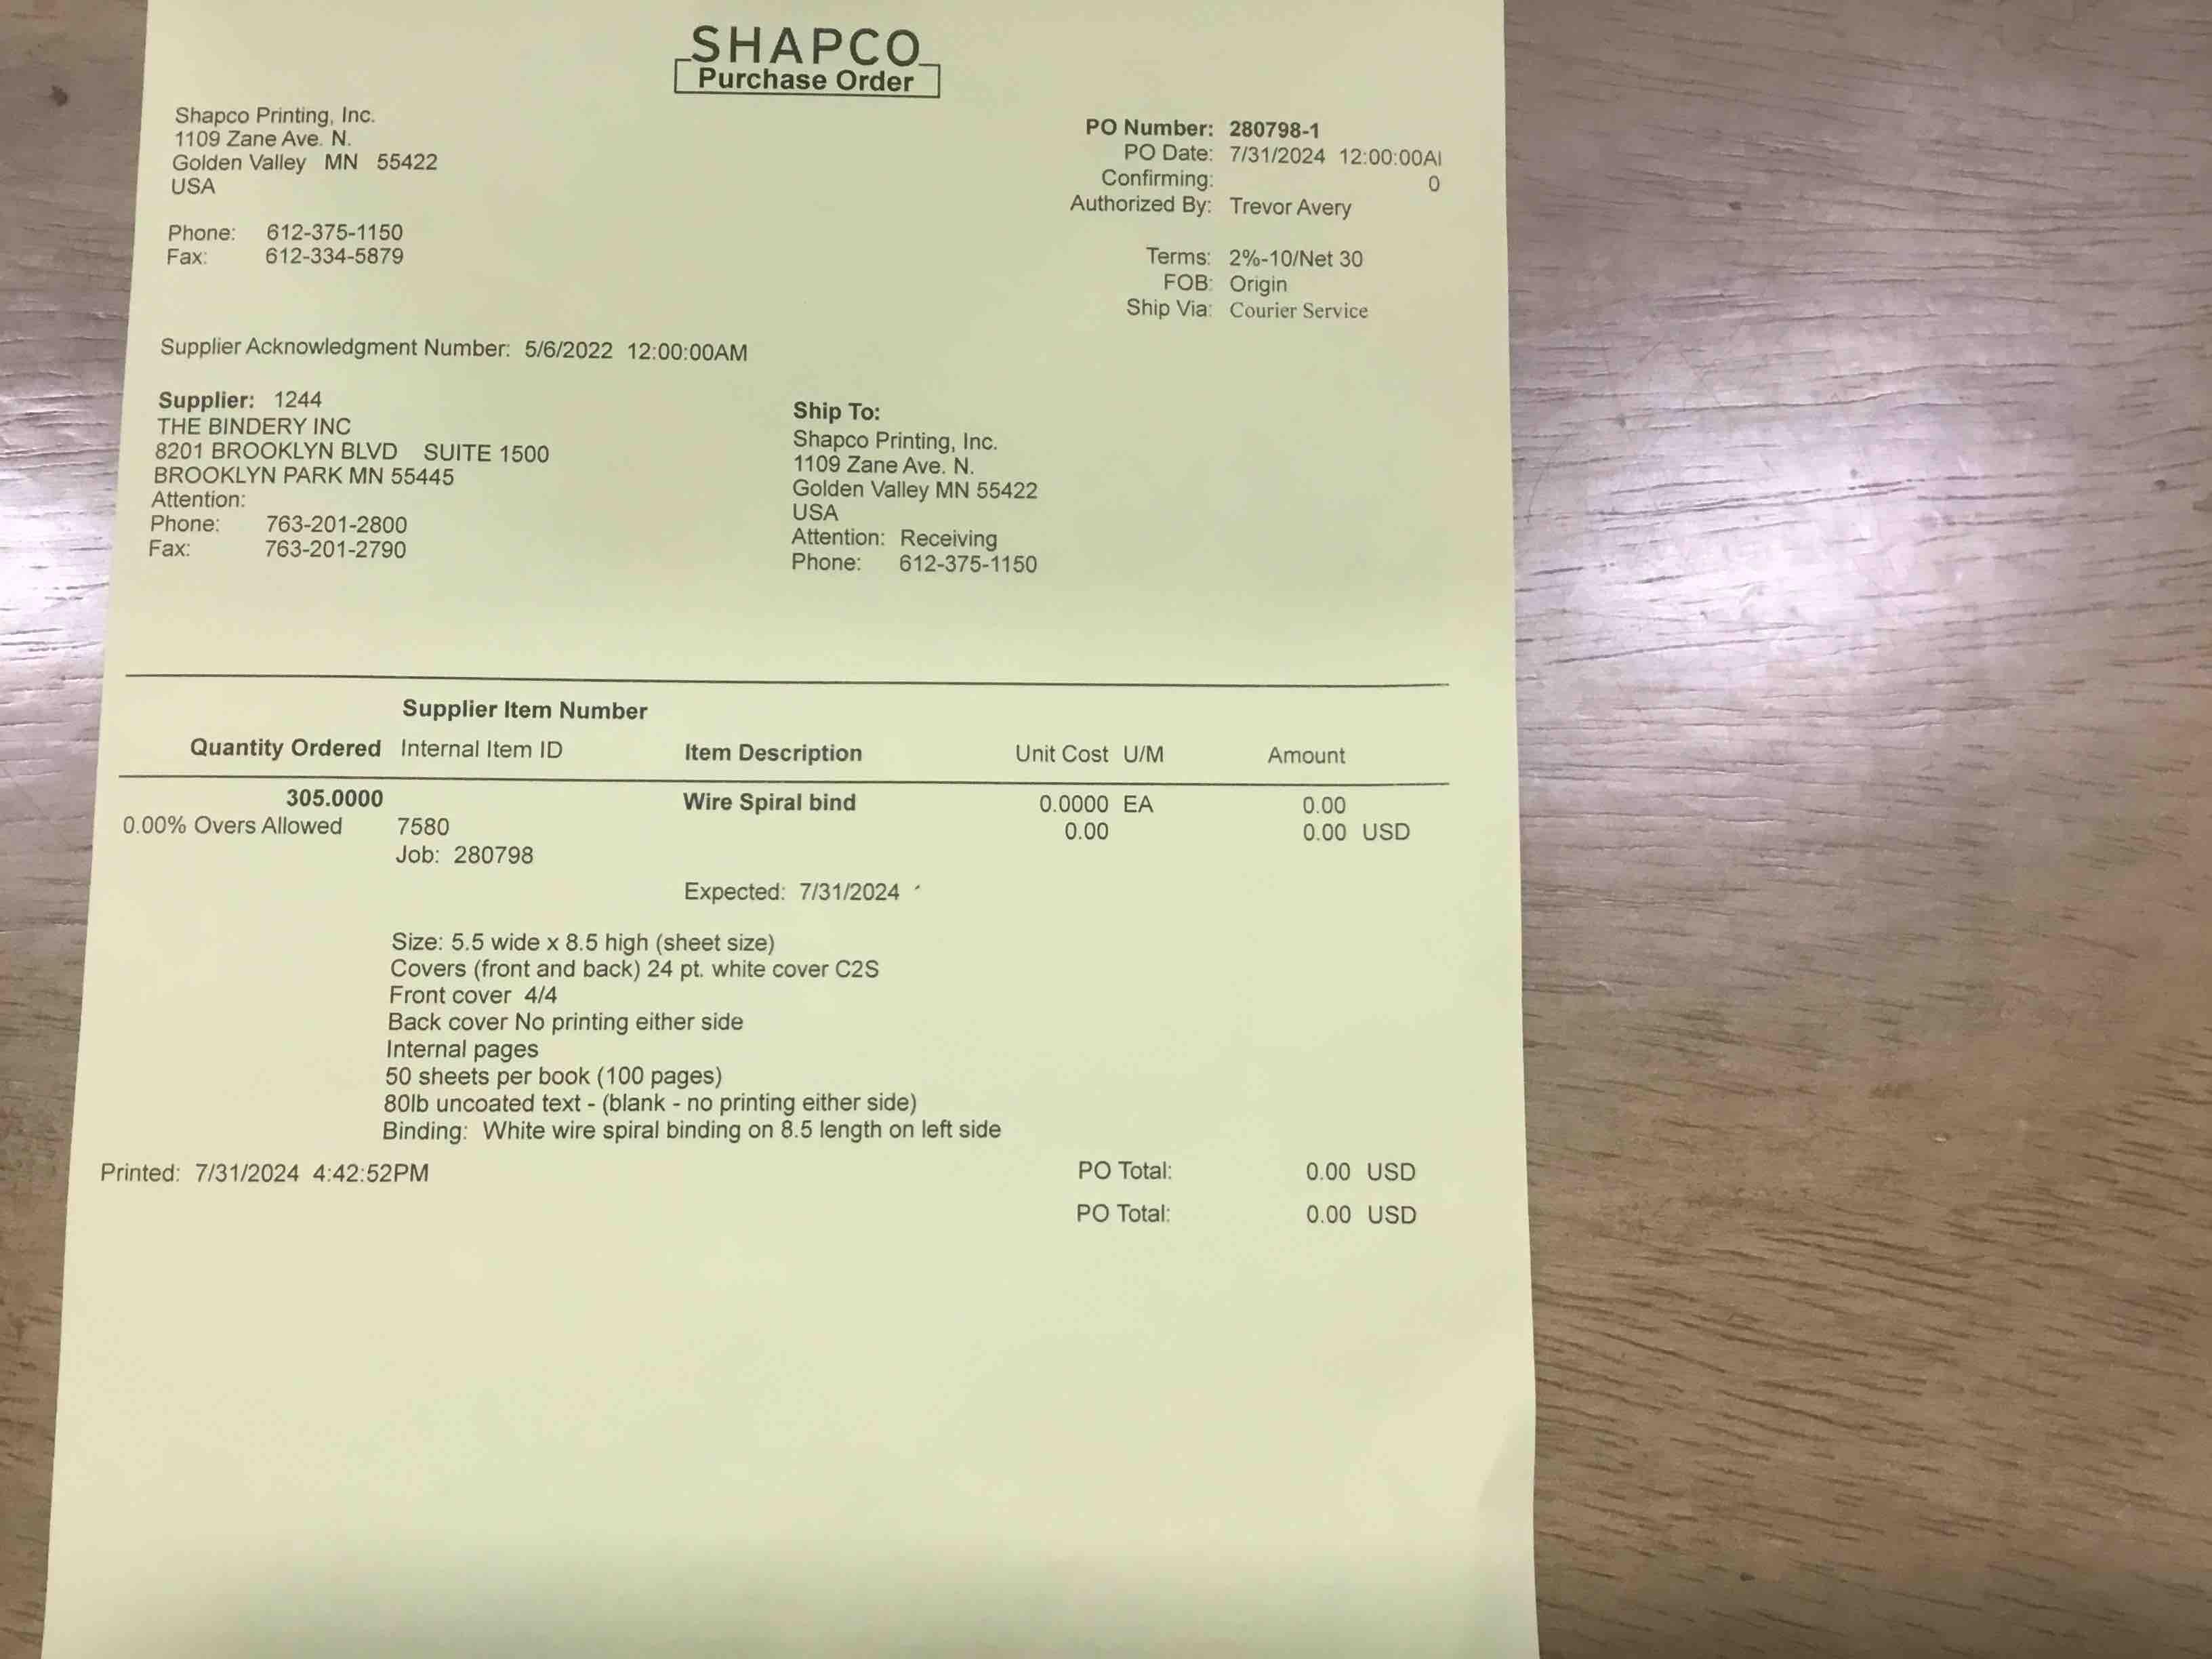 SHAPCO
Purchase Order
Shapco Printing, Inc.
1109 Zane Ave. N.
Golden Valley MN 55422
USA
Phone: 612-375-1150
Fax: 612-334-5879
PO Number: 280798-1
PO Date: 7/31/2024 12:00:00AI
Confirming: 0
Authorized By: Trevor Avery
Terms: 2%-10/Net 30
FOB: Origin
Ship Via: Courier Service
Supplier Acknowledgment Number: 5/6/2022 12:00:00AM
Supplier: 1244
THE BINDERY INC
8201 BROOKLYN BLVD SUITE 1500
BROOKLYN PARK MN 55445
Attention:
Phone: 763-201-2800
Fax: 763-201-2790
Ship To:
Shapco Printing, Inc.
1109 Zane Ave. N.
Golden Valley MN 55422
USA
Attention: Receiving
Phone: 612-375-1150
Supplier Item Number
Quantity Ordered Internal Item ID Item Description Unit Cost U/M Amount
305.0000 Wire Spiral bind 0.0000 EA 0.00
0.00% Overs Allowed 7580 0.00 0.00 USD
Job: 280798
Expected: 7/31/2024
Size: 5.5 wide x 8.5 high (sheet size)
Covers (front and back) 24 pt. white cover C2S
Front cover 4/4
Back cover No printing either side
Internal pages
50 sheets per book (100 pages)
80lb uncoated text - (blank - no printing either side)
Binding: White wire spiral binding on 8.5 length on left side
Printed: 7/31/2024 4:42:52PM PO Total: 0.00 USD
PO Total: 0.00 USD